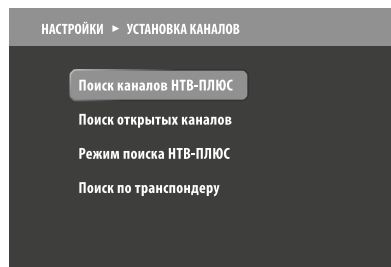 НАСТРОЙКИ ► УСТАНОВКА КАНАЛОВ
Поиск каналов НТВ-ПЛЮС
Поиск открытых каналов
Режим поиска НТВ-ПЛЮС
Поиск по транспондеру